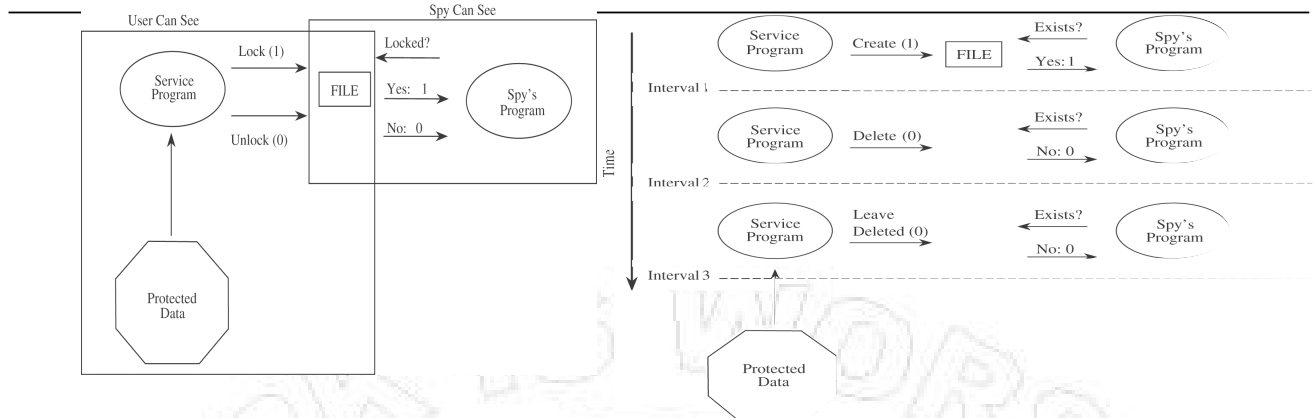 User Can See
Spy Can See
Lock (1)
Locked?
Service
Program
FILE
Yes: 1
Spy's
Program
No: 0
Unlock (0)
Protected
Data
Time
Service
Program
Create (1)
FILE
Exists?
Yes: 1
Spy's
Program
Interval 1
Service
Program
Delete (0)
Exists?
No: 0
Spy's
Program
Interval 2
Service
Program
Leave
Deleted (0)
Exists?
No: 0
Spy's
Program
Interval 3
Protected
Data